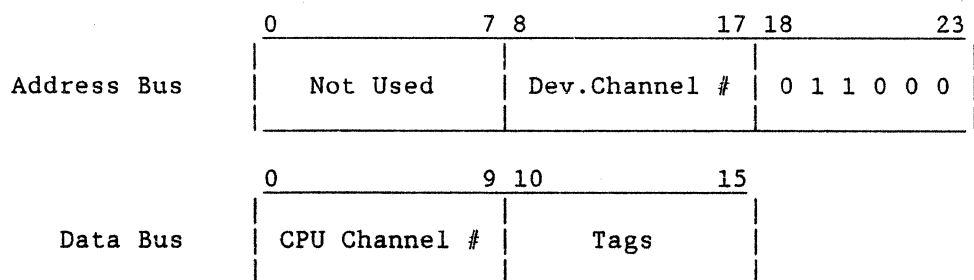 0 7 8 17 18 23
Address Bus Not Used Dev.Channel # 0 1 1 0 0 0
0 9 10 15
Data Bus CPU Channel # Tags